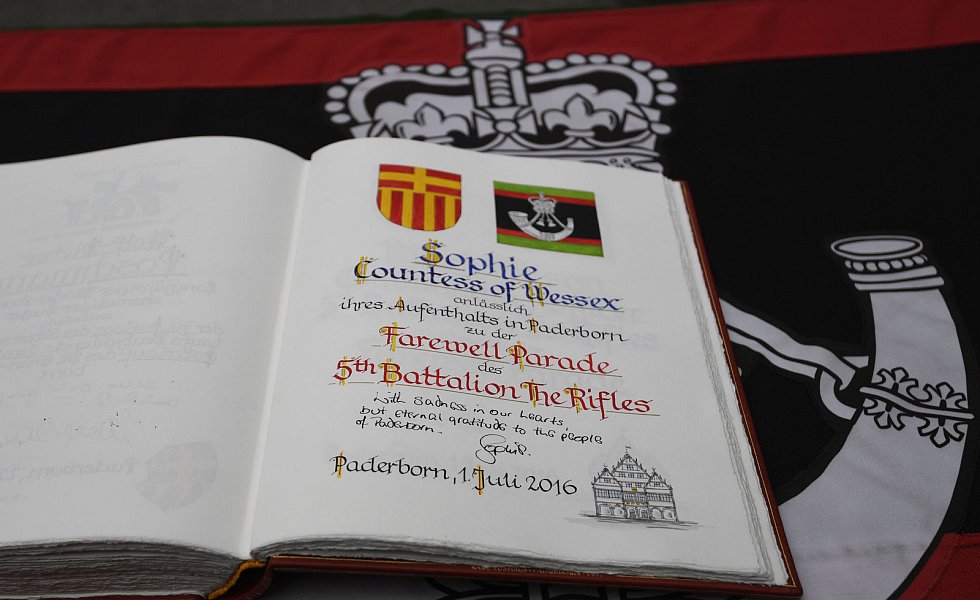 Sophie
Countess of Wessex
anlässlich
ihres Aufenthalts in Paderborn
zu der
Farewell Parade
des
5th Battalion The Rifles
with sadness in our hearts,
but eternal gratitude to the people
of Paderborn.
Sophie.
Paderborn, 1. Juli 2016